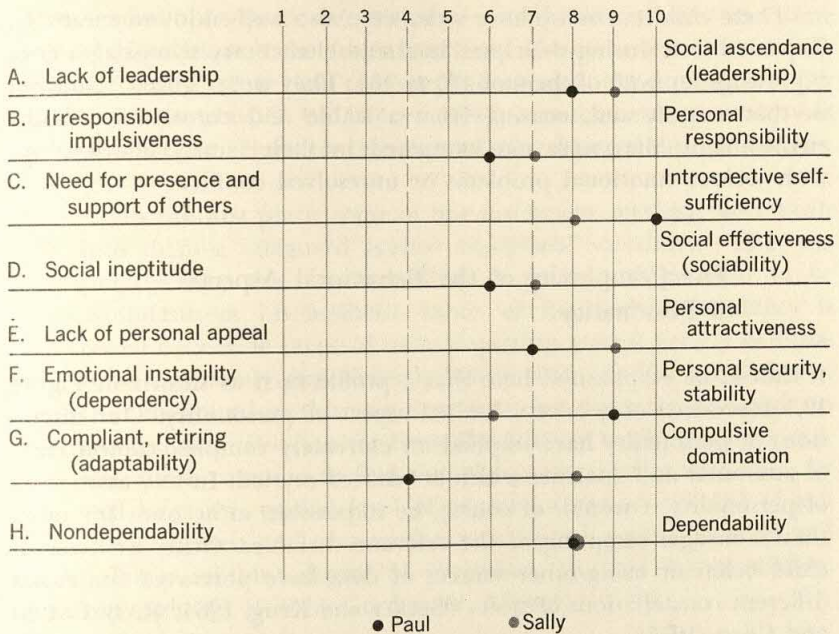 1 2 3 4 5 6 7 8 9 10
A. Lack of leadership
Social ascendance
(leadership)
B. Irresponsible
impulsiveness
Personal
responsibility
C. Need for presence and
support of others
Introspective self-
sufficiency
D. Social ineptitude
Social effectiveness
(sociability)
E. Lack of personal appeal
Personal
attractiveness
F. Emotional instability
(dependency)
Personal security,
stability
G. Compliant, retiring
(adaptability)
Compulsive
domination
H. Nondependability
Dependability
Paul Sally